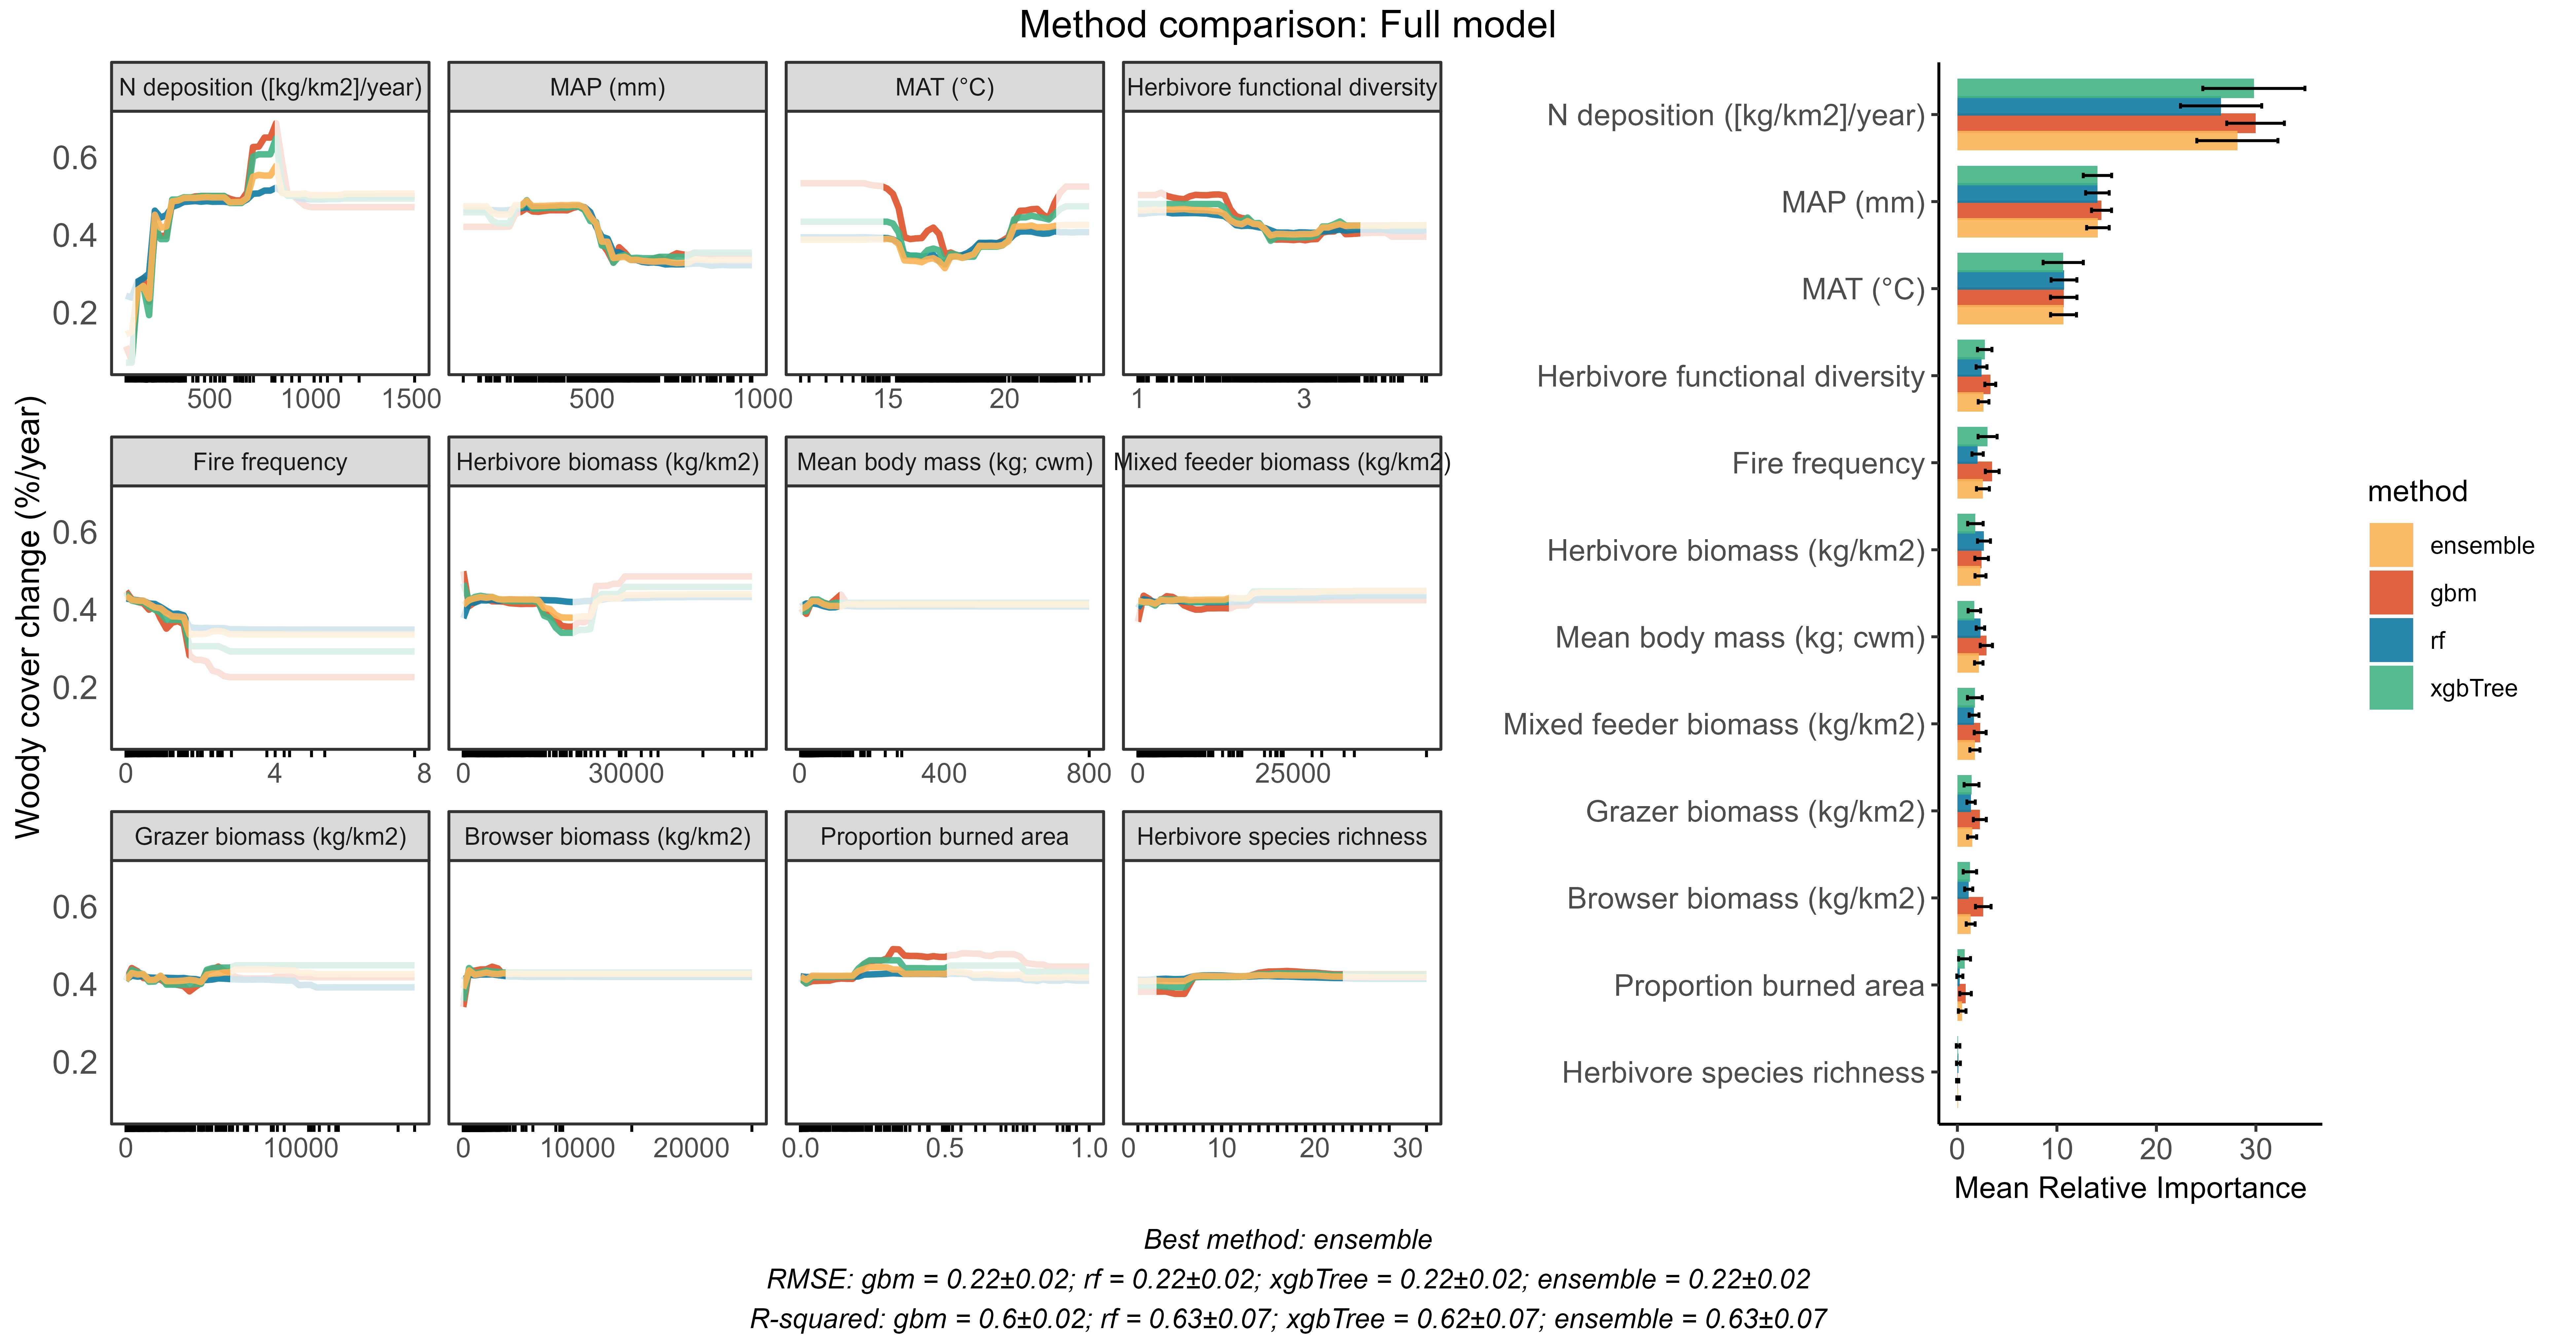 Method comparison: Full model
Woody cover change (%/year)
N deposition ([kg/km2]/year)
MAP (mm)
MAT (°C)
Herbivore functional diversity
0.6
0.4
0.2
500 1000 1500
500 1000
15 20
1 3
Fire frequency
Herbivore biomass (kg/km2)
Mean body mass (kg; cwm)
Mixed feeder biomass (kg/km2)
0.6
0.4
0.2
0 4 8
0 30000
0 400 800
0 25000
Grazer biomass (kg/km2)
Browser biomass (kg/km2)
Proportion burned area
Herbivore species richness
0.6
0.4
0.2
0 10000
0 10000 20000
0.0 0.5 1.0
0 10 20 30
N deposition ([kg/km2]/year)
MAP (mm)
MAT (°C)
Herbivore functional diversity
Fire frequency
Herbivore biomass (kg/km2)
Mean body mass (kg; cwm)
Mixed feeder biomass (kg/km2)
Grazer biomass (kg/km2)
Browser biomass (kg/km2)
Proportion burned area
Herbivore species richness
0 10 20 30
Mean Relative Importance
method
ensemble
gbm
rf
xgbTree
Best method: ensemble
RMSE: gbm = 0.22±0.02; rf = 0.22±0.02; xgbTree = 0.22±0.02; ensemble = 0.22±0.02
R-squared: gbm = 0.6±0.02; rf = 0.63±0.07; xgbTree = 0.62±0.07; ensemble = 0.63±0.07